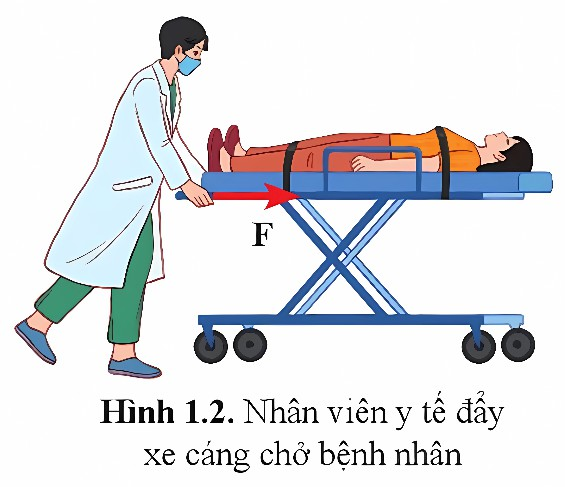 F
Hình 1.2. Nhân viên y tế đẩy
xe cáng chở bệnh nhân